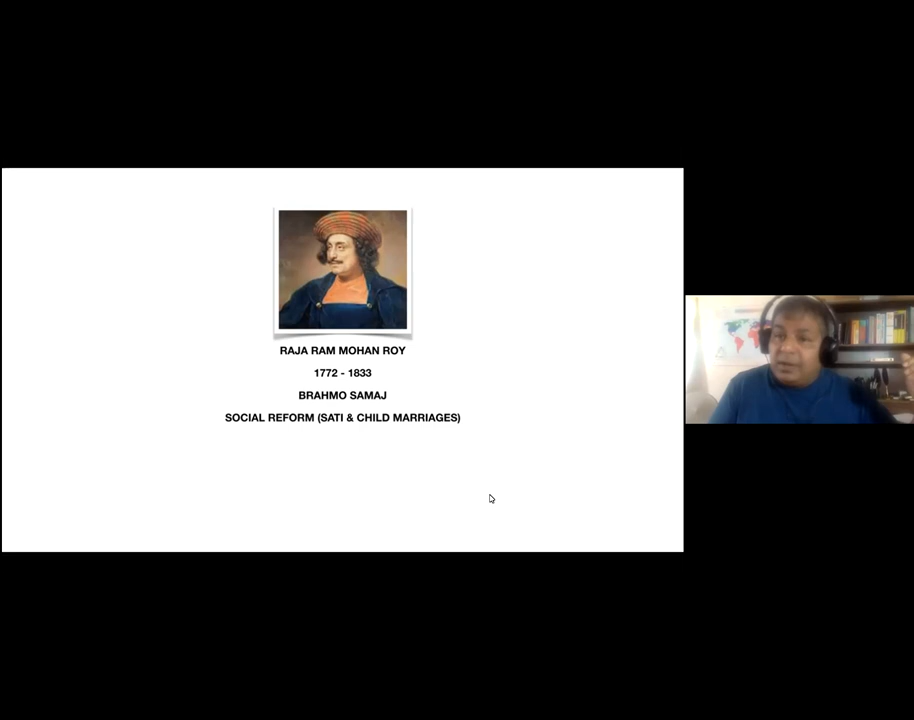 RAJA RAM MOHAN ROY
1772 - 1833
BRAHMO SAMAJ
SOCIAL REFORM (SATI & CHILD MARRIAGES)